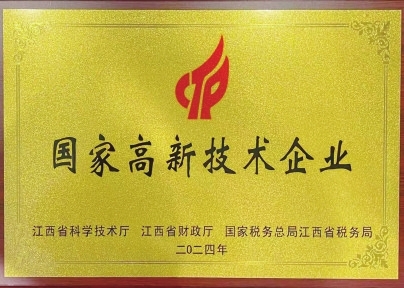 CTP
国家高新技术企业
江西省科学技术厅 江西省财政厅 国家税务总局江西省税务局
二0二四年